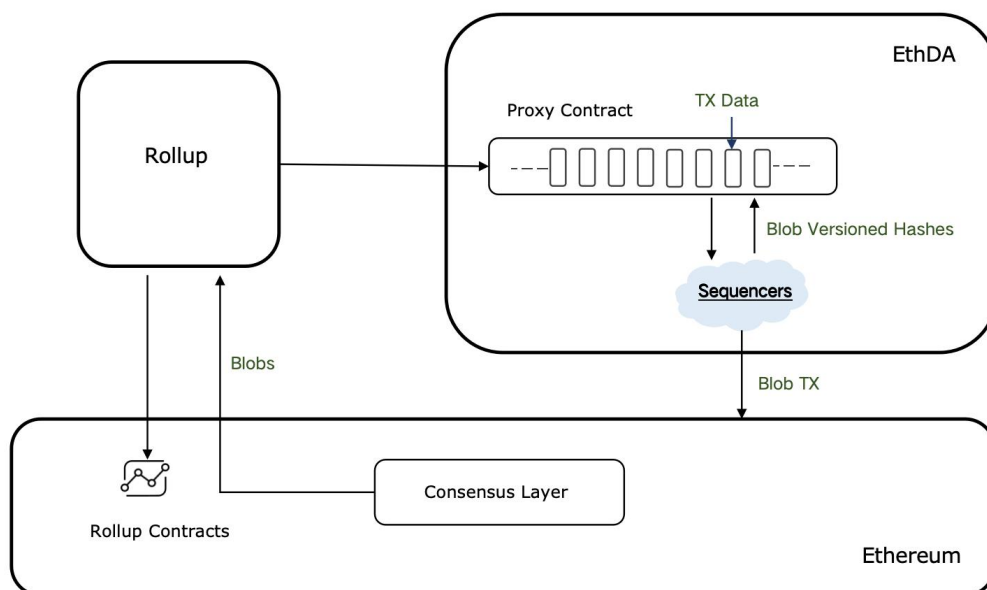 EthDA
TX Data
Proxy Contract
Rollup
Blob Versioned Hashes
Sequencers
Blobs
Blob TX
Consensus Layer
Rollup Contracts
Ethereum